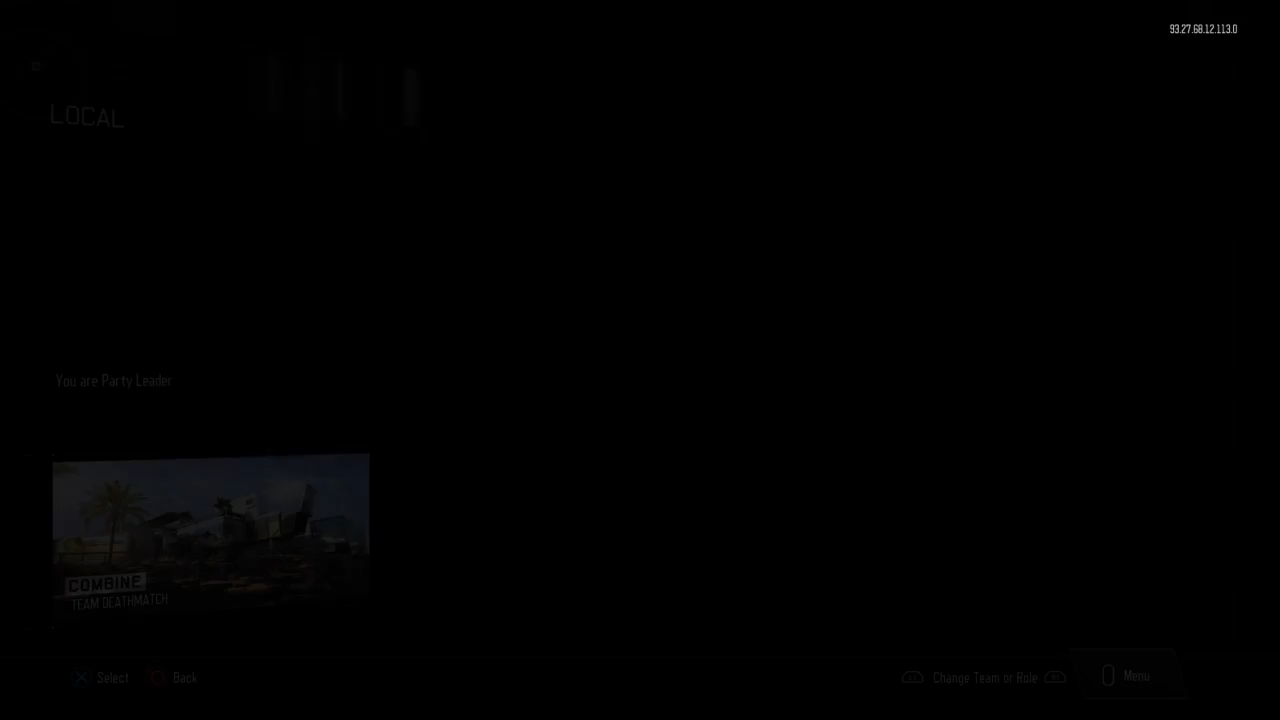 93.27.68.12.113.0
LOCAL
You are Party Leader
COMBINE
TEAM DEATHMATCH
Select
Back
Change Team or Role
Menu